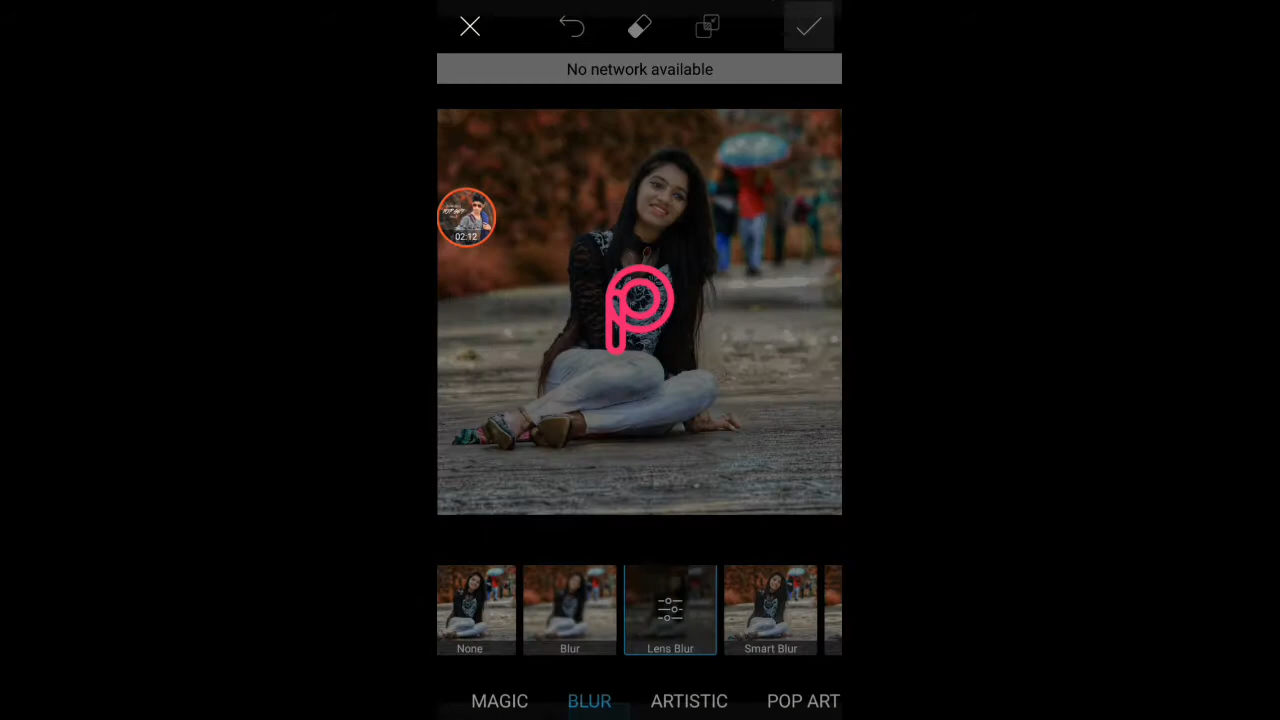 No network available
02:12
None
Blur
Lens Blur
Smart Blur
MAGIC
BLUR
ARTISTIC
POP ART